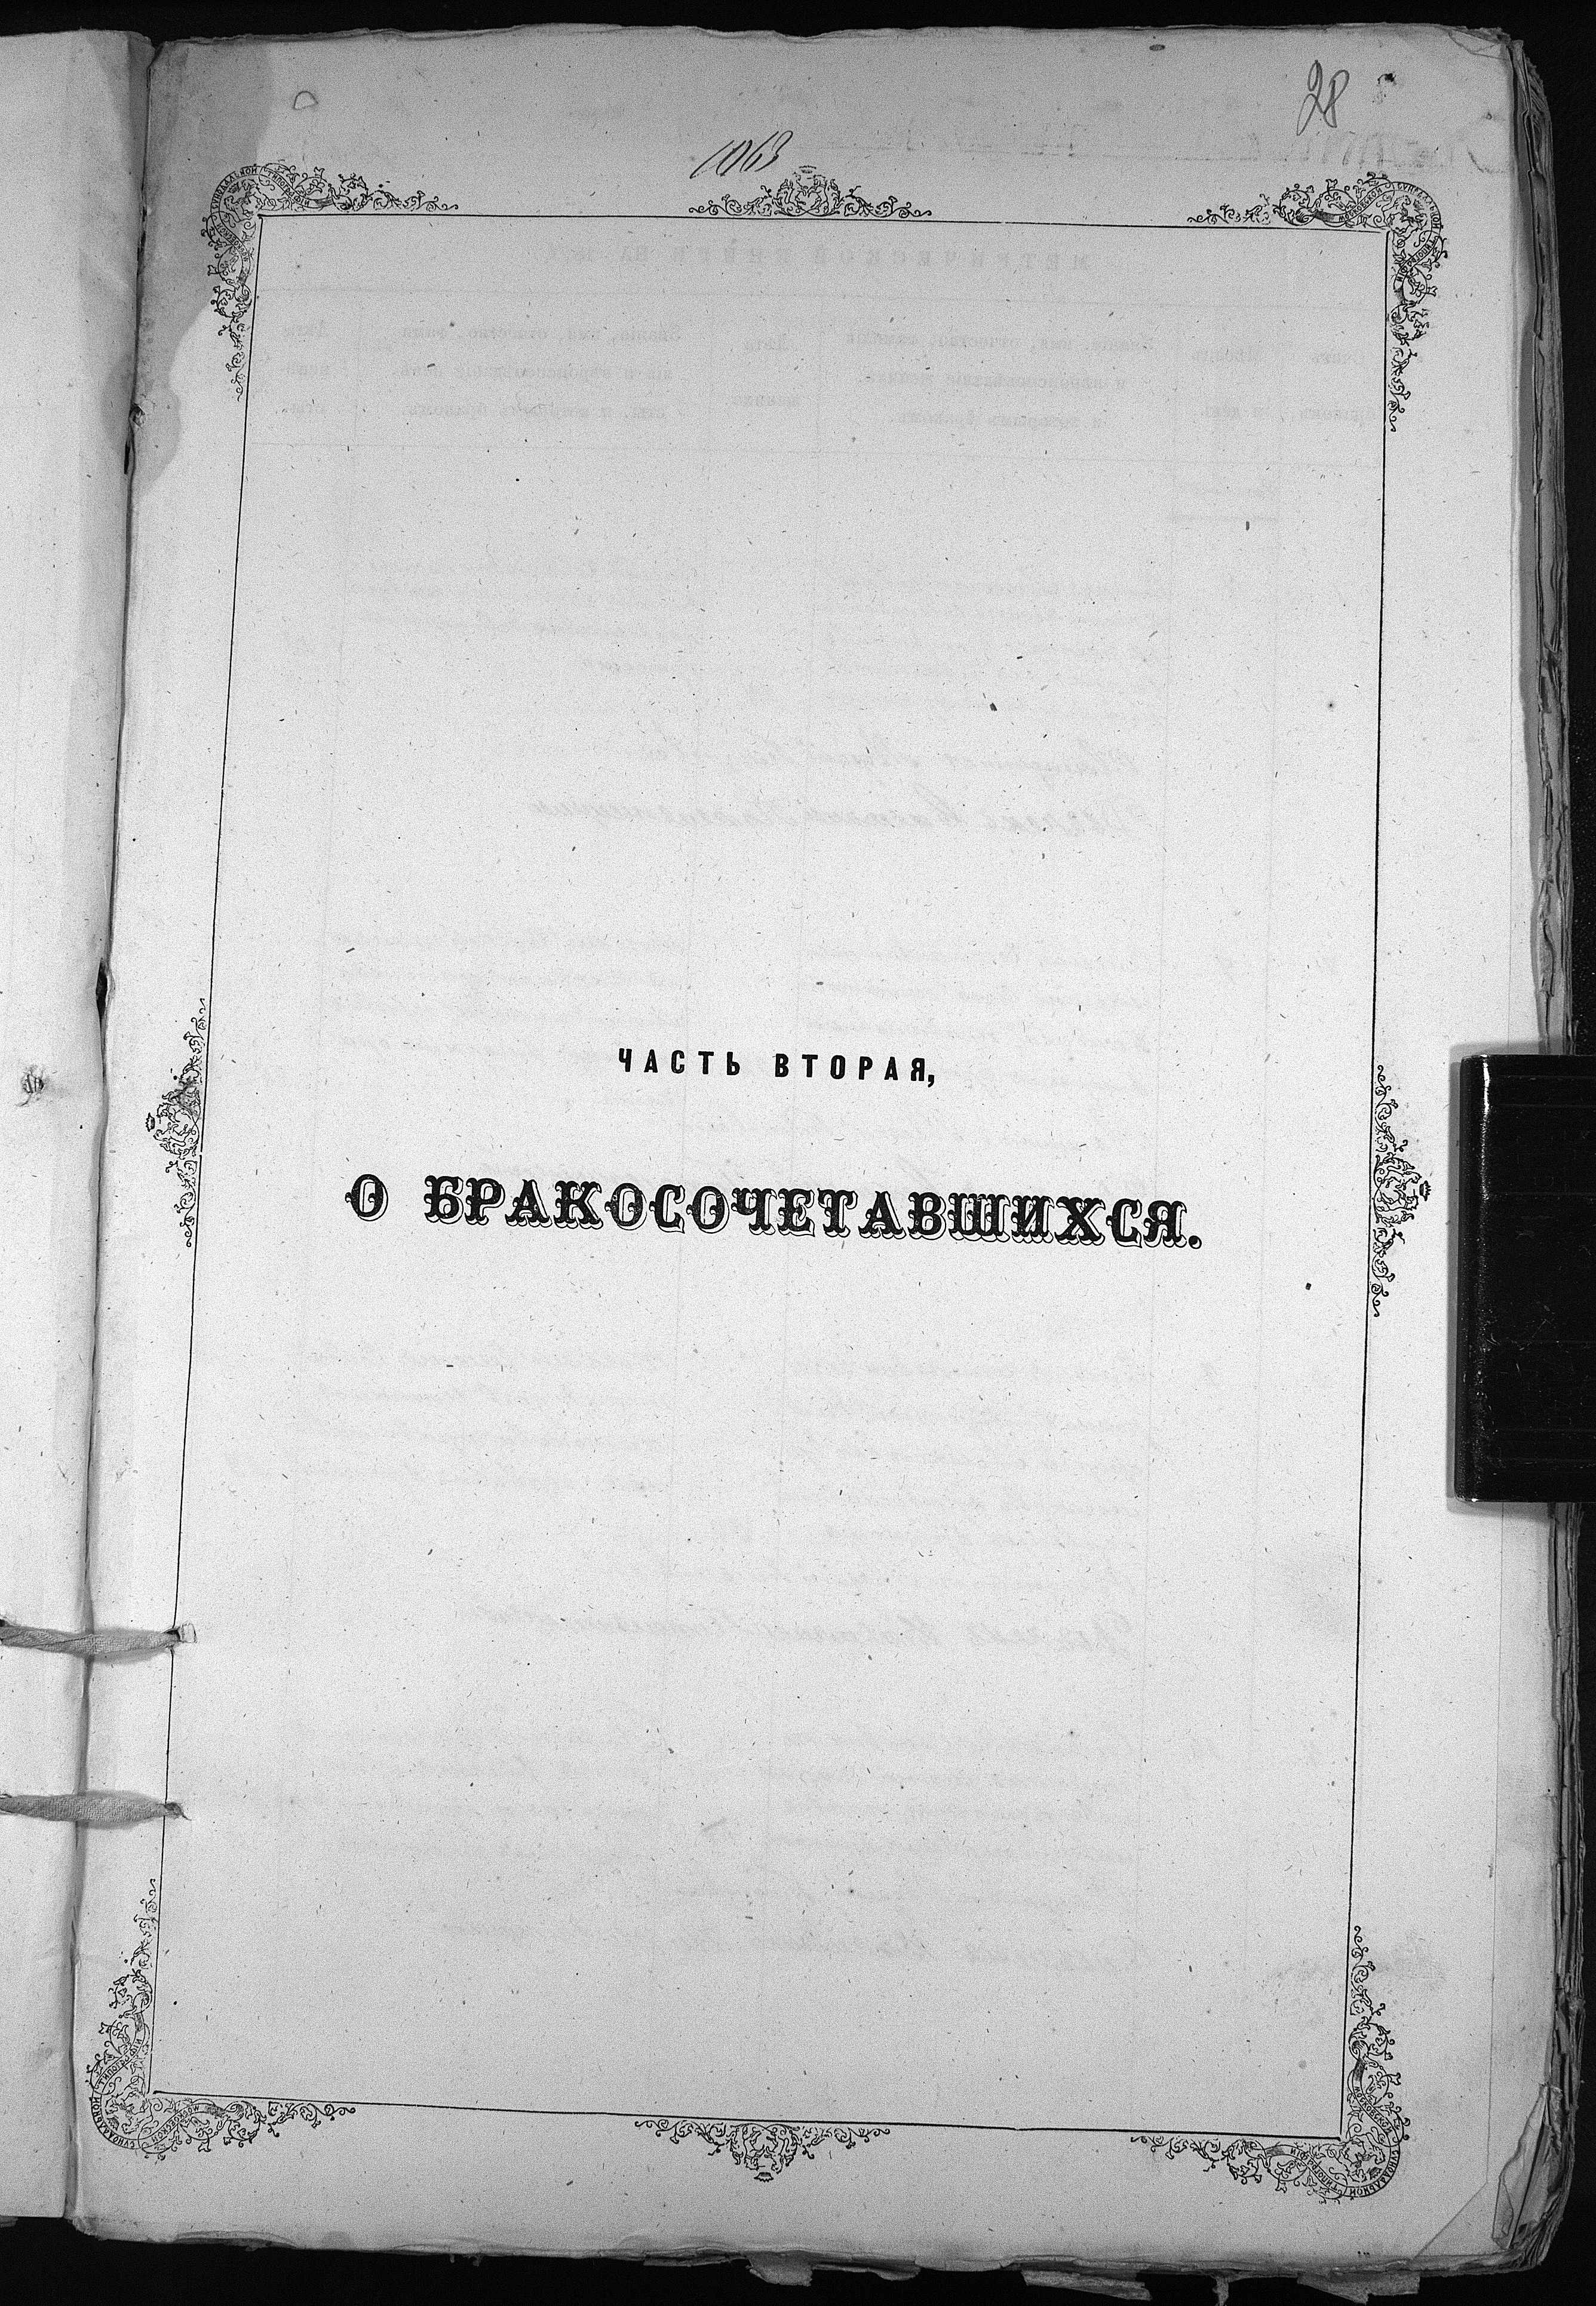 28
1063
ЧАСТЬ ВТОРАЯ,
О БРАКОСОЧЕТАВШИХСЯ.